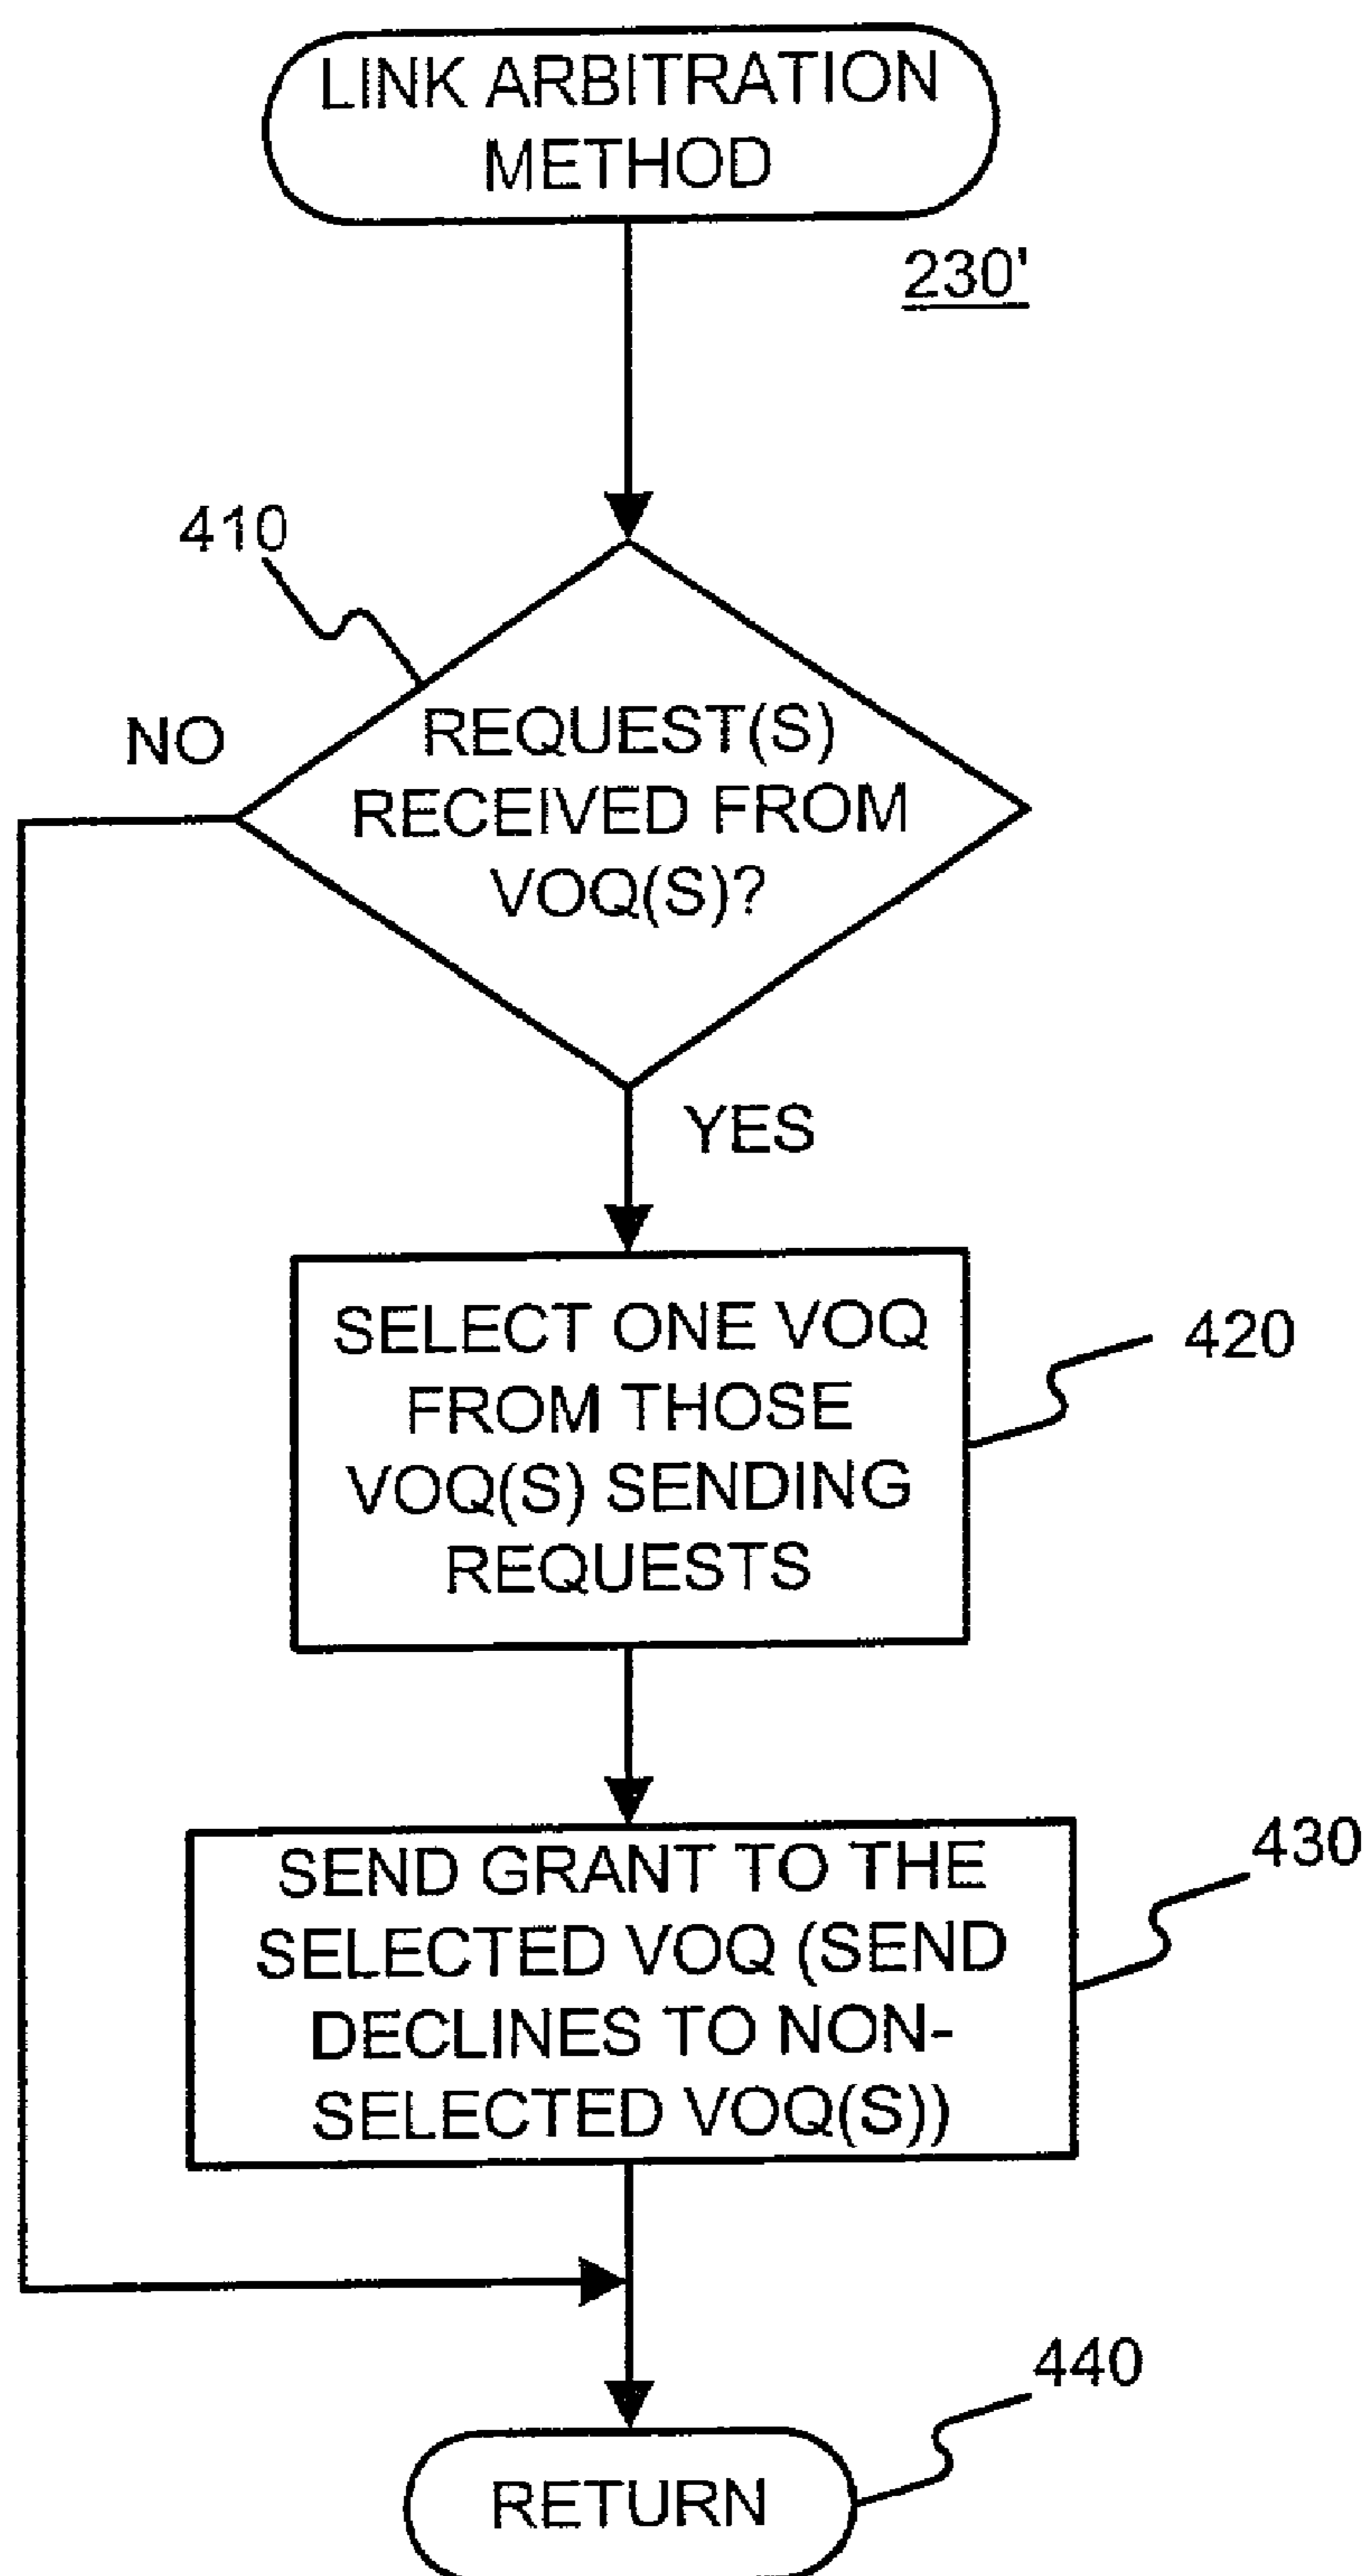 LINK ARBITRATION
METHOD
230'
410
NO
REQUEST(S)
RECEIVED FROM
VOQ(S)?
YES
SELECT ONE VOQ
FROM THOSE
VOQ(S) SENDING
REQUESTS
420
SEND GRANT TO THE
SELECTED VOQ (SEND
DECLINES TO NON-
SELECTED VOQ(S))
430
440
RETURN